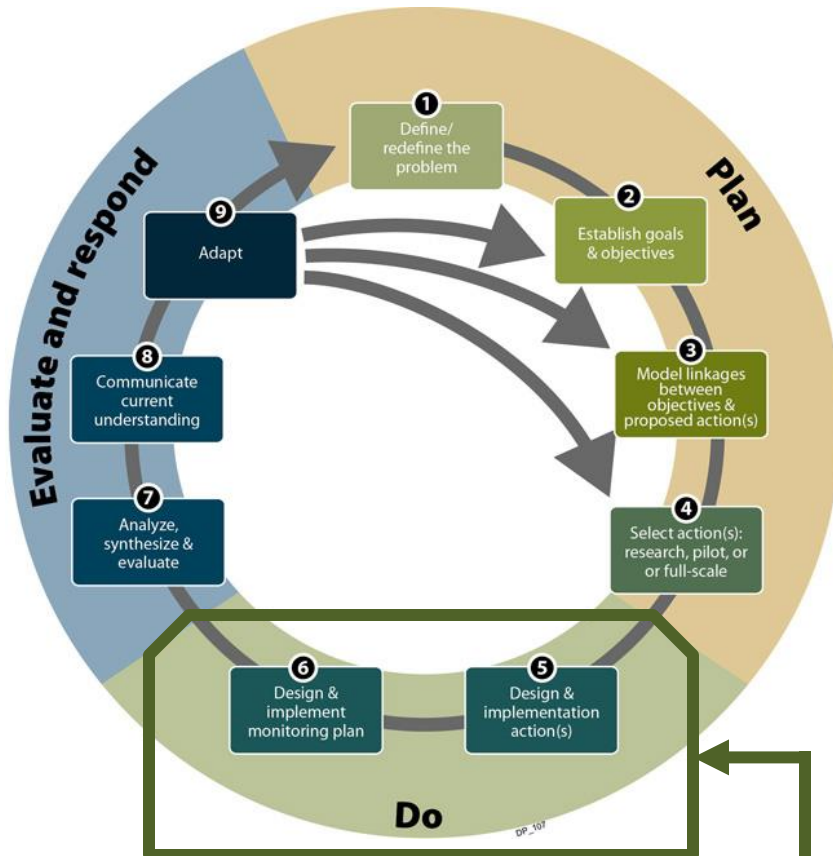 1
Define/
redefine the
problem
Plan
2
Establish goals
& objectives
3
Model linkages
between
objectives &
proposed action(s)
4
Select action(s):
research, pilot, or
or full-scale
5
Design &
implementation
action(s)
6
Design &
implement
monitoring plan
Do
DP_107
7
Analyze,
synthesize &
evaluate
8
Communicate
current
understanding
9
Adapt
Evaluate and respond